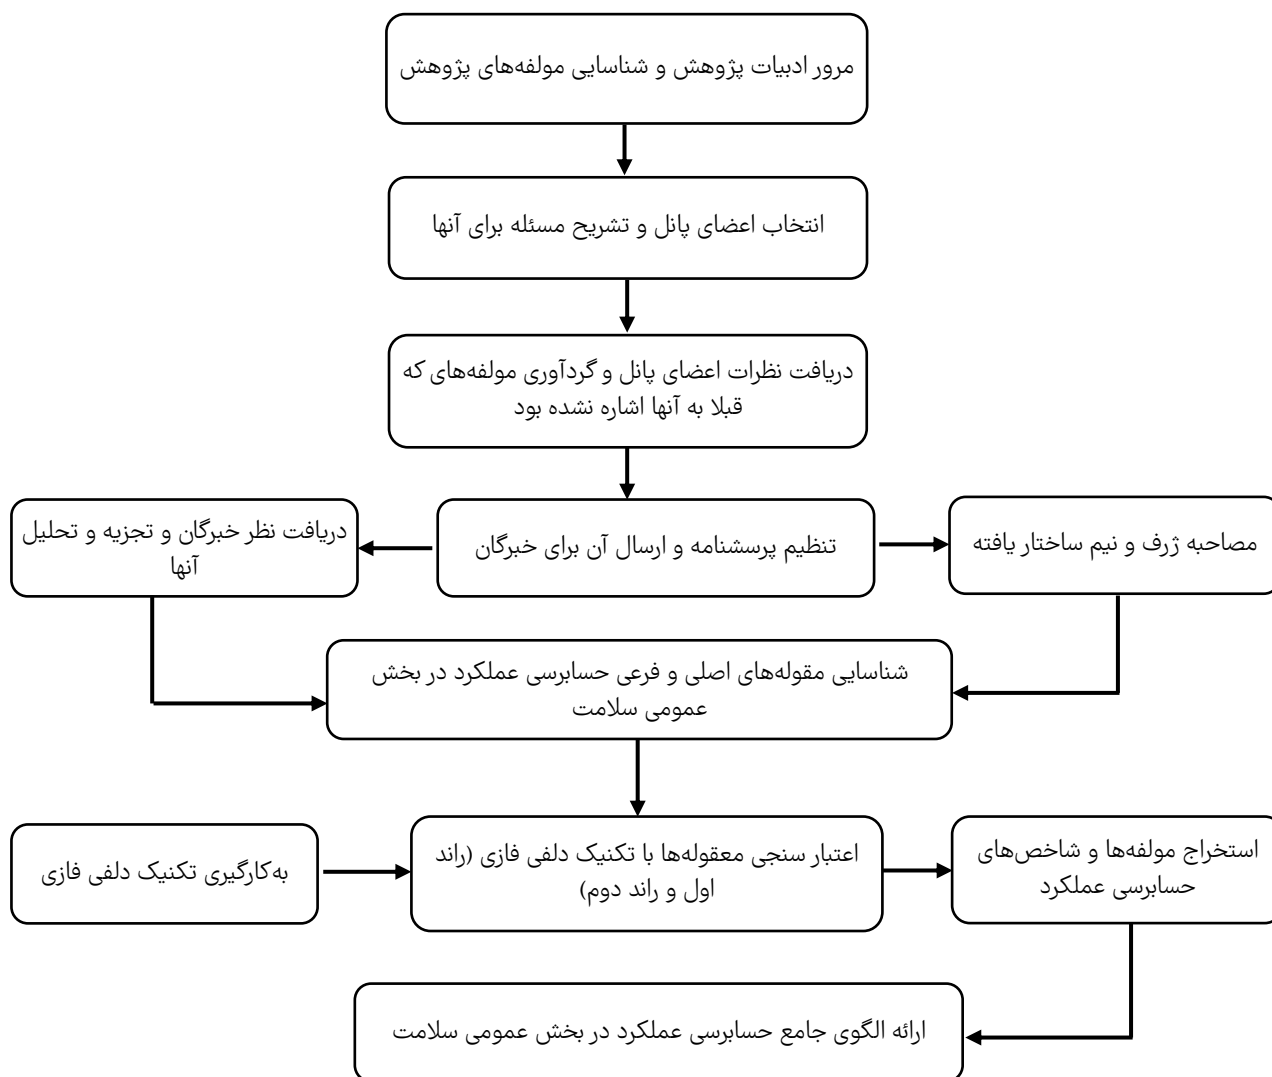 مرور ادبیات پژوهش و شناسایی مولفه‌های پژوهش
انتخاب اعضای پانل و تشریح مسئله برای آنها
دریافت نظرات اعضای پانل و گردآوری مولفه‌های که
قبلا به آنها اشاره نشده بود
مصاحبه ژرف و نیم ساختار یافته
تنظیم پرسشنامه و ارسال آن برای خبرگان
دریافت نظر خبرگان و تجزیه و تحلیل
آنها
شناسایی مقوله‌های اصلی و فرعی حسابرسی عملکرد در بخش
عمومی سلامت
استخراج مولفه‌ها و شاخص‌های
حسابرسی عملکرد
اعتبار سنجی معقوله‌ها با تکنیک دلفی فازی (راند
اول و راند دوم)
به‌کارگیری تکنیک دلفی فازی
ارائه الگوی جامع حسابرسی عملکرد در بخش عمومی سلامت